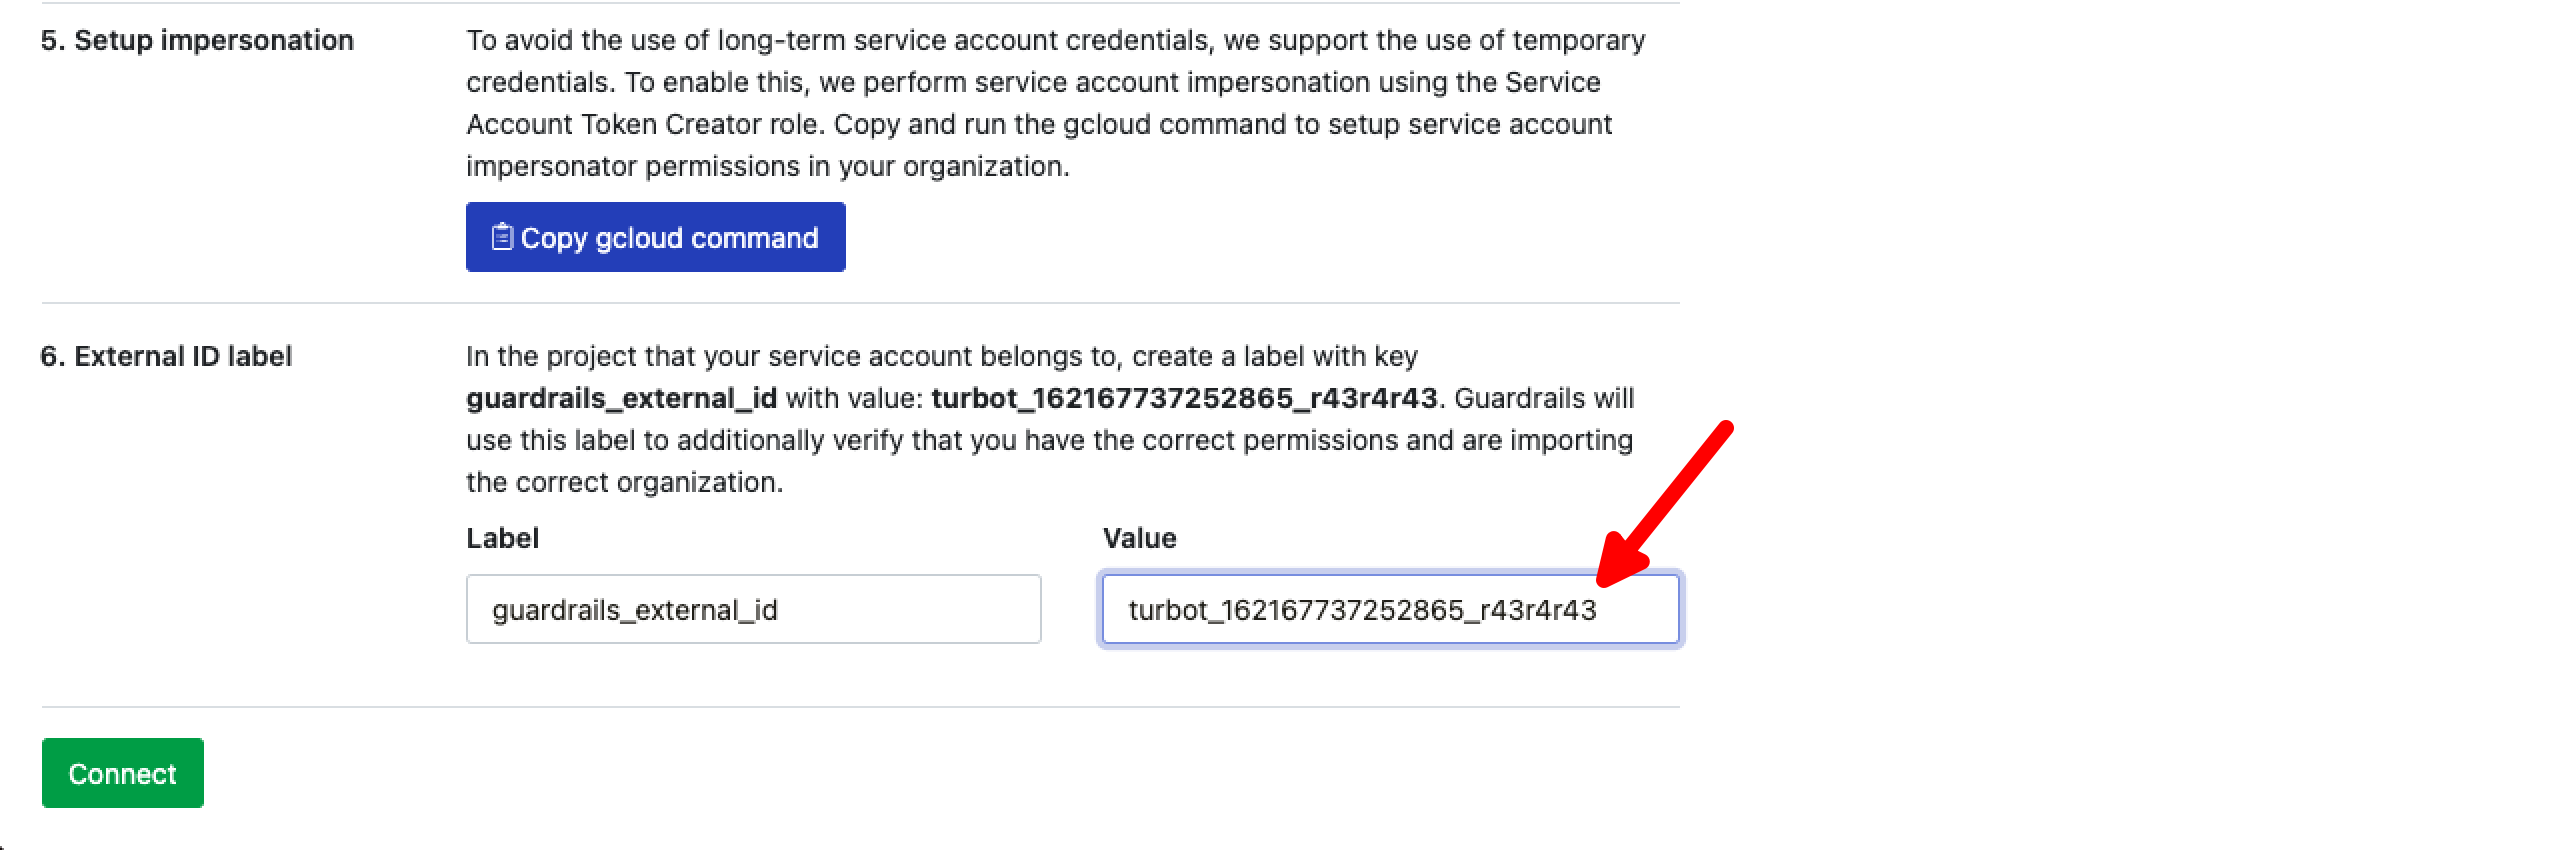 5. Setup impersonation
To avoid the use of long-term service account credentials, we support the use of temporary
credentials. To enable this, we perform service account impersonation using the Service
Account Token Creator role. Copy and run the gcloud command to setup service account
impersonator permissions in your organization.
Copy gcloud command
6. External ID label
In the project that your service account belongs to, create a label with key
guardrails_external_id with value: turbot_162167737252865_r43r4r43. Guardrails will
use this label to additionally verify that you have the correct permissions and are importing
the correct organization.
Label
Value
guardrails_external_id
turbot_162167737252865_r43r4r43
Connect